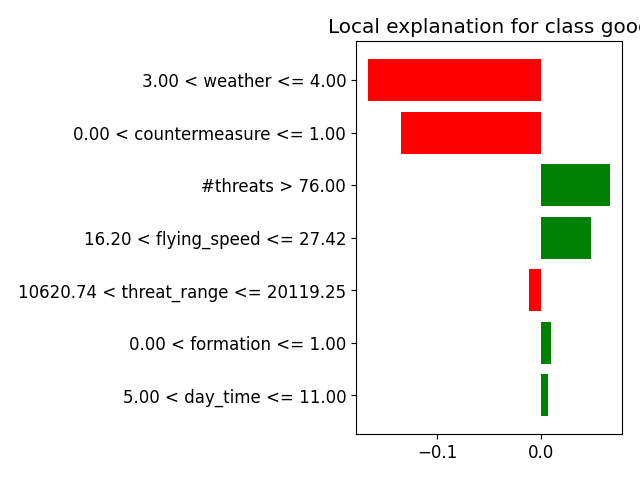 Local explanation for class good
3.00 < weather <= 4.00
0.00 < countermeasure <= 1.00
#threats > 76.00
16.20 < flying_speed <= 27.42
10620.74 < threat_range <= 20119.25
0.00 < formation <= 1.00
5.00 < day_time <= 11.00
−0.1 0.0